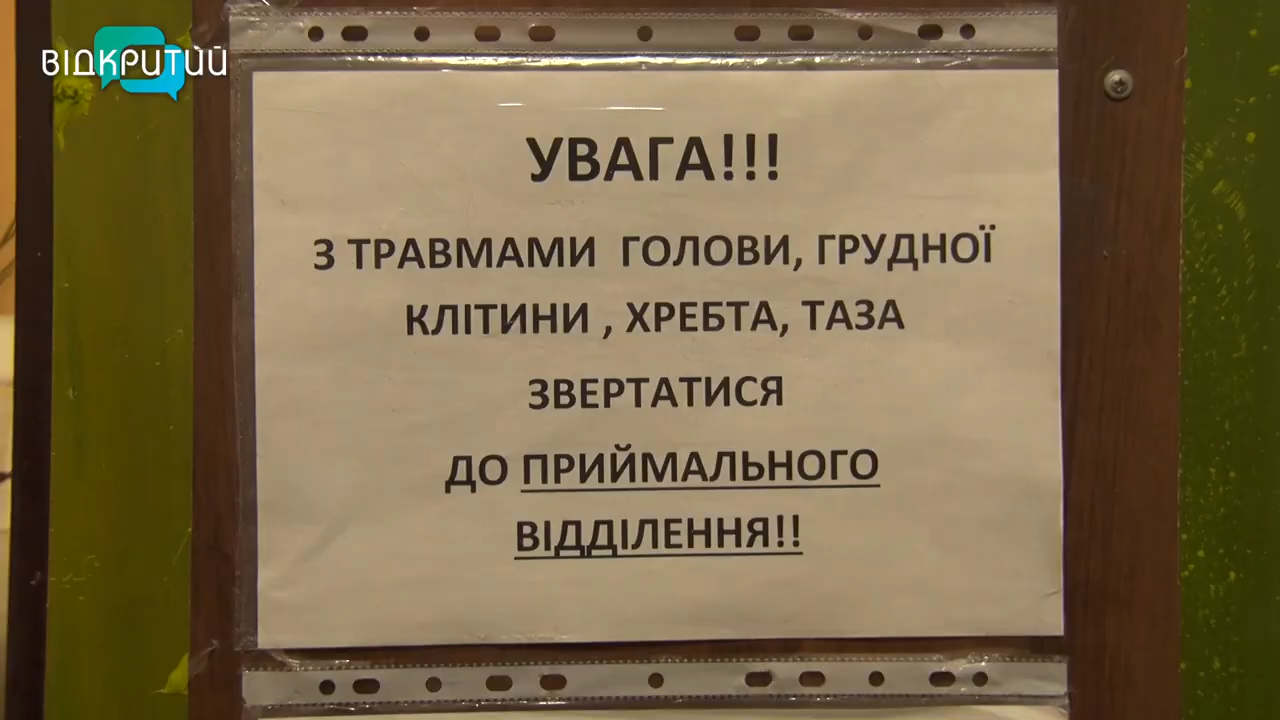 ВІДКРИТИЙ
УВАГА!!!
З ТРАВМАМИ ГОЛОВИ, ГРУДНОЇ
КЛІТИНИ , ХРЕБТА, ТАЗА
ЗВЕРТАТИСЯ
ДО ПРИЙМАЛЬНОГО
ВІДДІЛЕННЯ!!